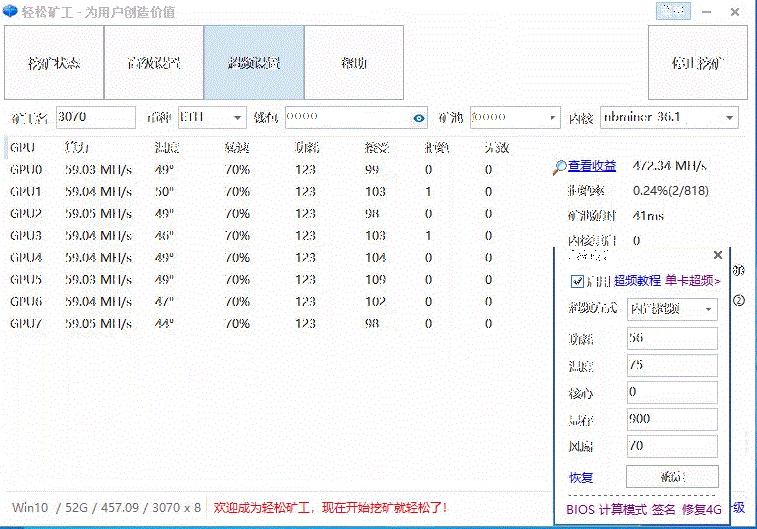 轻松矿工 - 为用户创造价值
挖矿状态 高级设置 超频设置 帮助 停止挖矿
矿工名 3070 币种 ETH 钱包 0000 矿池 f0000 内核 nbminer 36.1
GPU 算力 温度 转速 功耗 接受 拒绝 无效
GPU0 59.03 MH/s 49° 70% 123 99 0 0
GPU1 59.04 MH/s 50° 70% 123 103 1 0
GPU2 59.05 MH/s 49° 70% 123 98 0 0
GPU3 59.04 MH/s 46° 70% 123 103 1 0
GPU4 59.04 MH/s 49° 70% 123 104 0 0
GPU5 59.03 MH/s 49° 70% 123 109 0 0
GPU6 59.04 MH/s 47° 70% 123 102 0 0
GPU7 59.05 MH/s 44° 70% 123 98 0 0
查看收益 472.34 MH/s
拒绝率 0.24%(2/818)
矿池延时 41ms
内核重启 0
启用 超频教程 单卡超频>
超频方式 内置超频
功耗 56
温度 75
核心 0
显存 900
风扇 70
恢复 确定
BIOS 计算模式 签名 修复4G
Win10 / 52G / 457.09 / 3070 x 8 欢迎成为轻松矿工，现在开始挖矿就轻松了！ 级